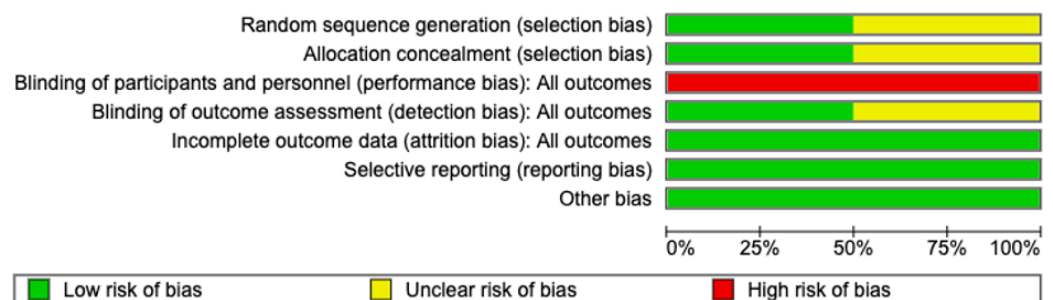 Random sequence generation (selection bias)
Allocation concealment (selection bias)
Blinding of participants and personnel (performance bias): All outcomes
Blinding of outcome assessment (detection bias): All outcomes
Incomplete outcome data (attrition bias): All outcomes
Selective reporting (reporting bias)
Other bias
0% 25% 50% 75% 100%
Low risk of bias Unclear risk of bias High risk of bias